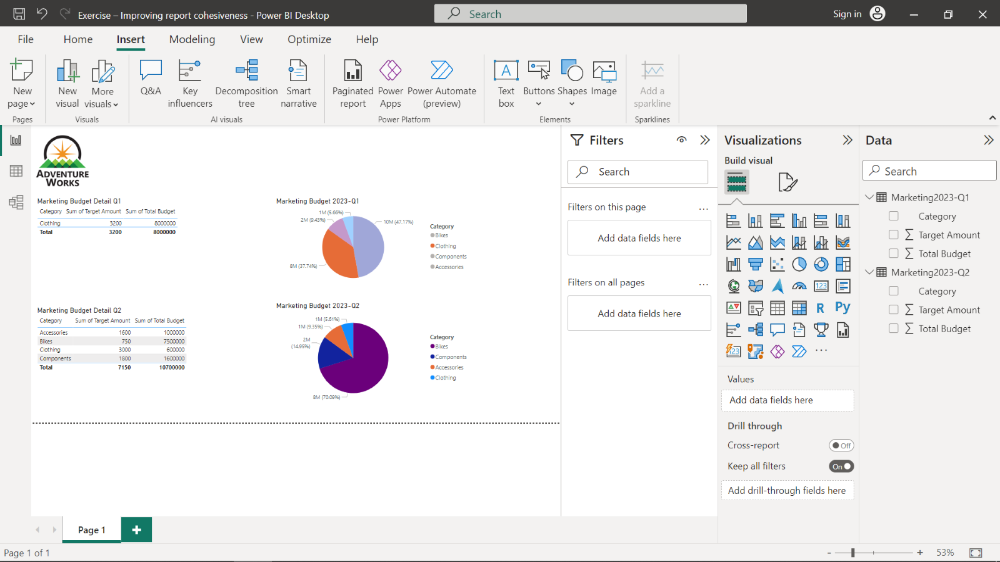 Exercise – Improving report cohesiveness - Power BI Desktop
Search
Sign in
File
Home
Insert
Modeling
View
Optimize
Help
New page
New visual
More visuals
Q&A
Key influencers
Decomposition tree
Smart narrative
Paginated report
Power Apps
Power Automate (preview)
Text box
Buttons
Shapes
Image
Add a sparkline
Pages
Visuals
AI visuals
Power Platform
Elements
Sparklines
ADVENTURE
WORKS
Marketing Budget Detail Q1
Category Sum of Target Amount Sum of Total Budget
Clothing 3200 8000000
Total 3200 8000000
Marketing Budget 2023-Q1
1M (5.66%)
2M (9.43%)
10M (47.17%)
8M (37.74%)
Category
Bikes
Clothing
Components
Accessories
Marketing Budget Detail Q2
Category Sum of Target Amount Sum of Total Budget
Accessories 1600 1000000
Bikes 750 7500000
Clothing 3000 600000
Components 1800 1600000
Total 7150 10700000
Marketing Budget 2023-Q2
1M (5.61%)
1M (9.35%)
2M
(14.95%)
8M (70.09%)
Category
Bikes
Components
Accessories
Clothing
Filters
Search
Filters on this page
...
Add data fields here
Filters on all pages
...
Add data fields here
Visualizations
Build visual
123
R
Py
123
...
Values
Add data fields here
Drill through
Cross-report
Off
Keep all filters
On
Add drill-through fields here
Data
Search
Marketing2023-Q1
Category
∑ Target Amount
∑ Total Budget
Marketing2023-Q2
Category
∑ Target Amount
∑ Total Budget
Page 1
+
Page 1 of 1
- + 53%